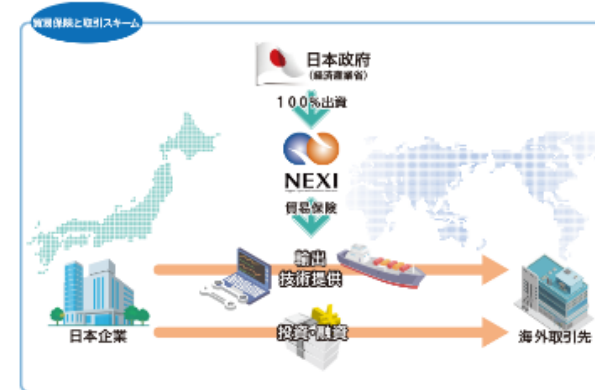 貿易保険と取引スキーム
日本政府
(経済産業省)
100%出資
NEXI
貿易保険
輸出
技術提供
日本企業
投資・融資
海外取引先